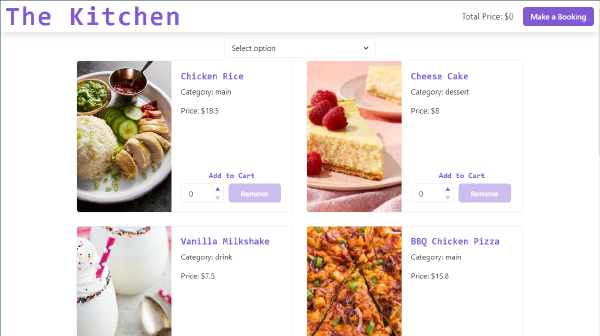 The Kitchen
Total Price: $0
Make a Booking
Select option
Chicken Rice
Category: main
Price: $18.5
Add to Cart
0
Remove
Cheese Cake
Category: dessert
Price: $8
Add to Cart
0
Remove
Vanilla Milkshake
Category: drink
Price: $7.5
BBQ Chicken Pizza
Category: main
Price: $15.8